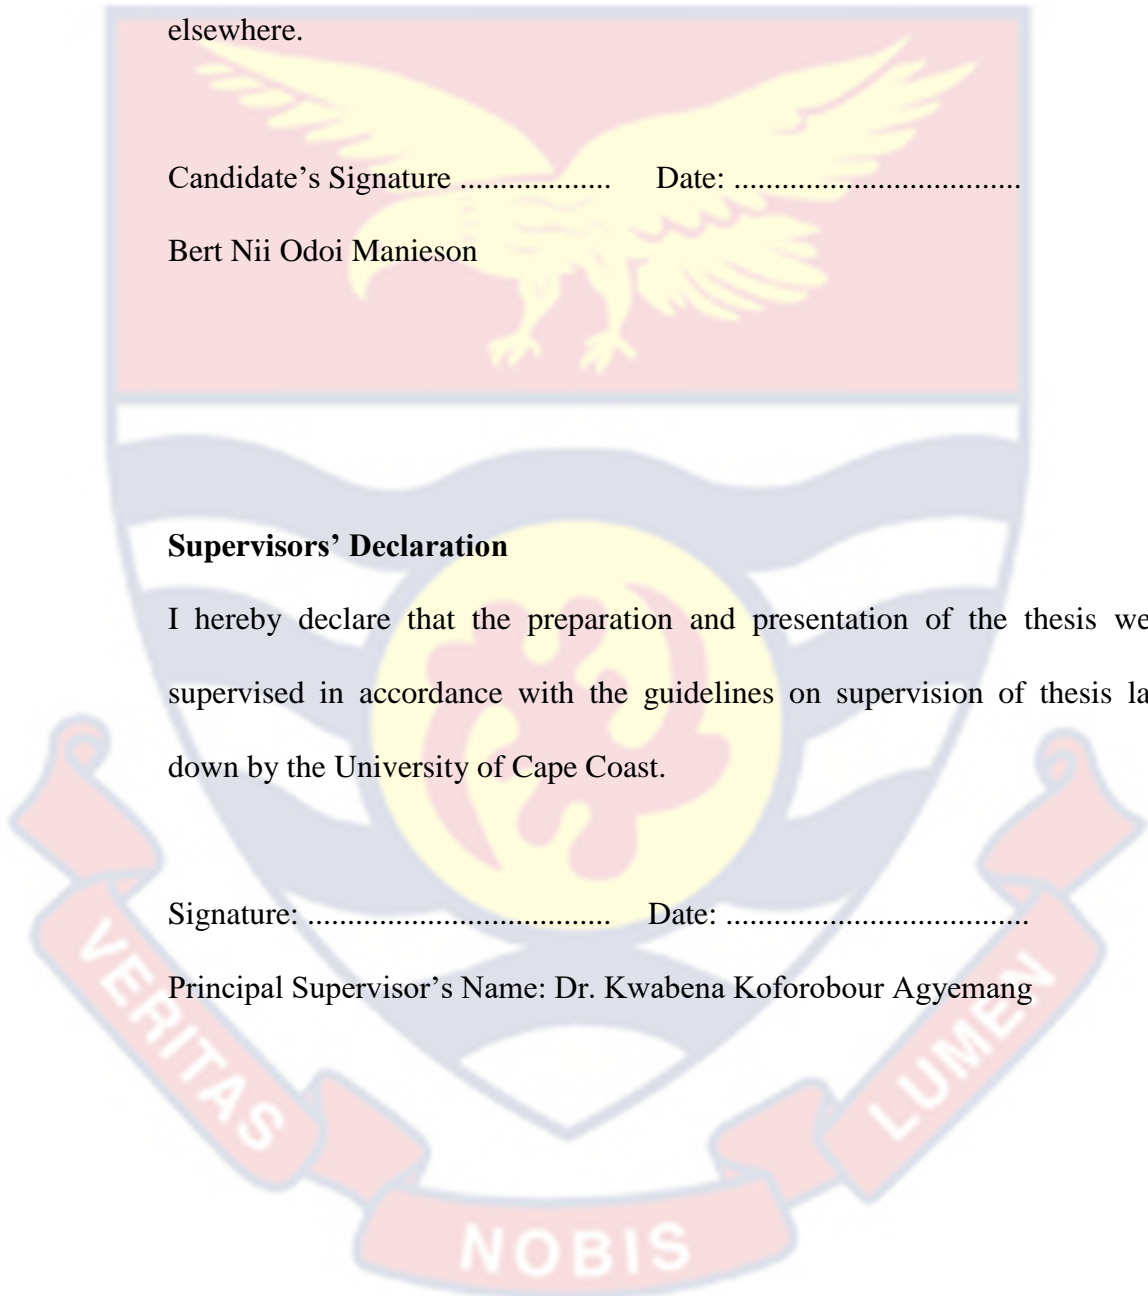 elsewhere.
Candidate’s Signature ................... Date: ....................................
Bert Nii Odoi Manieson
Supervisors’ Declaration
I hereby declare that the preparation and presentation of the thesis we
supervised in accordance with the guidelines on supervision of thesis la
down by the University of Cape Coast.
Signature: ...................................... Date: ......................................
Principal Supervisor’s Name: Dr. Kwabena Koforobour Agyemang
VERITAS
NOBIS
LUMEN